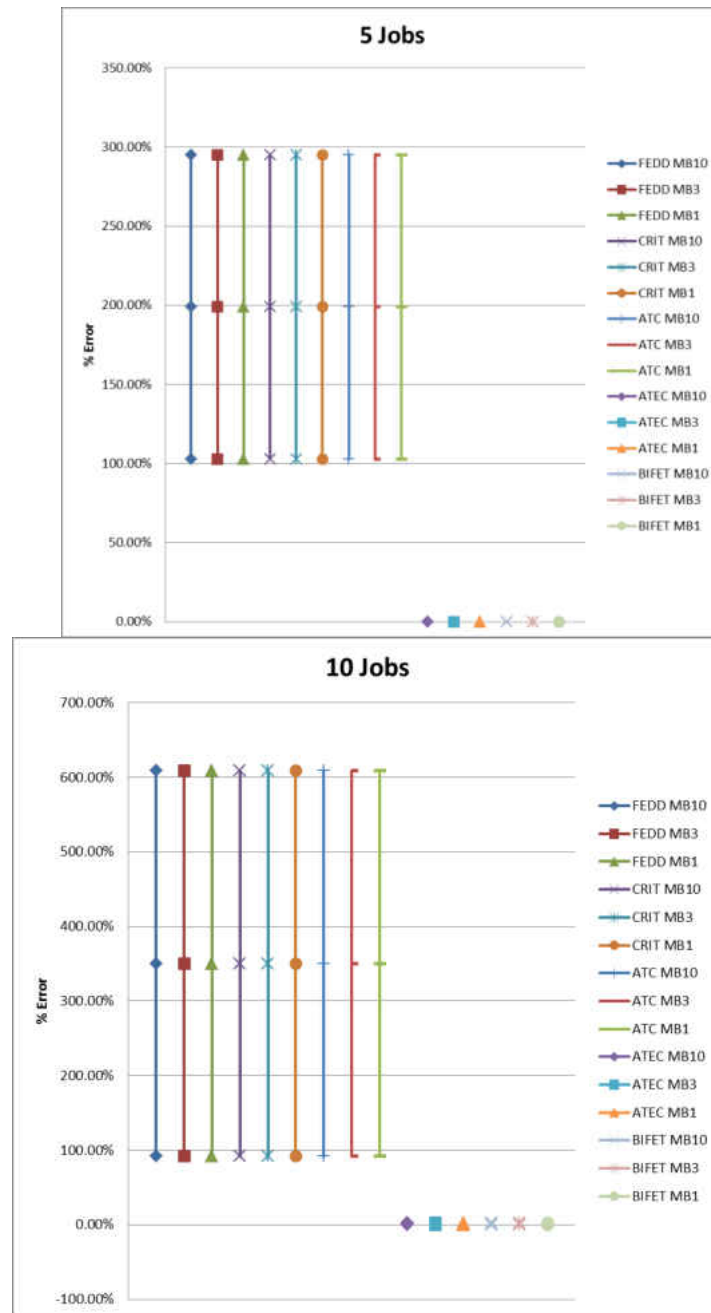 5 Jobs
350.00%
300.00%
250.00%
200.00%
150.00%
100.00%
50.00%
0.00%
% Error
FEDD MB10
FEDD MB3
FEDD MB1
CRIT MB10
CRIT MB3
CRIT MB1
ATC MB10
ATC MB3
ATC MB1
ATEC MB10
ATEC MB3
ATEC MB1
BIFET MB10
BIFET MB3
BIFET MB1
10 Jobs
700.00%
600.00%
500.00%
400.00%
300.00%
200.00%
100.00%
0.00%
-100.00%
% Error
FEDD MB10
FEDD MB3
FEDD MB1
CRIT MB10
CRIT MB3
CRIT MB1
ATC MB10
ATC MB3
ATC MB1
ATEC MB10
ATEC MB3
ATEC MB1
BIFET MB10
BIFET MB3
BIFET MB1